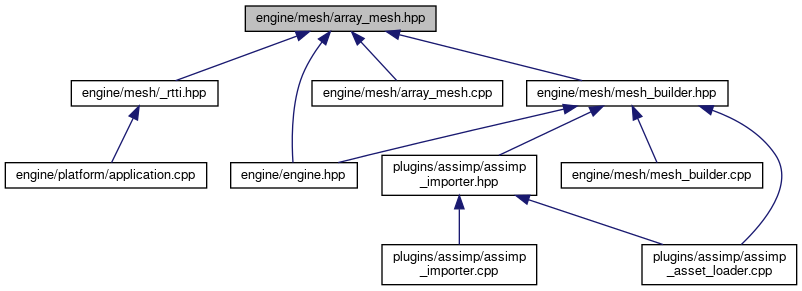 engine/mesh/array_mesh.hpp
engine/mesh/_rtti.hpp
engine/mesh/array_mesh.cpp
engine/mesh/mesh_builder.hpp
engine/platform/application.cpp
engine/engine.hpp
plugins/assimp/assimp
_importer.hpp
engine/mesh/mesh_builder.cpp
plugins/assimp/assimp
_importer.cpp
plugins/assimp/assimp
_asset_loader.cpp